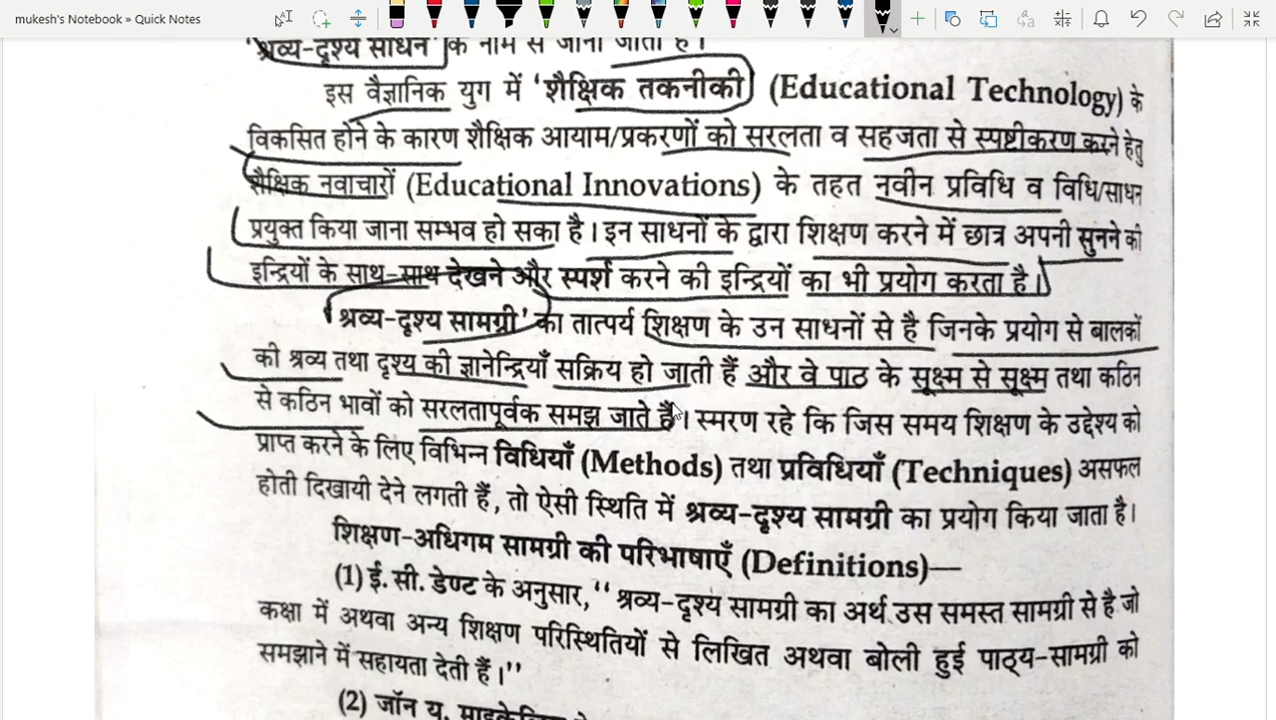 mukesh's Notebook » Quick Notes
'श्रव्य-दृश्य साधन' के नाम से जाना जाता है।
इस वैज्ञानिक युग में 'शैक्षिक तकनीकी' (Educational Technology) के
विकसित होने के कारण शैक्षिक आयाम/प्रकरणों को सरलता व सहजता से स्पष्टीकरण करने हेतु
शैक्षिक नवाचारों (Educational Innovations) के तहत नवीन प्रविधि व विधि/साधन
प्रयुक्त किया जाना सम्भव हो सका है। इन साधनों के द्वारा शिक्षण करने में छात्र अपनी सुनने की
इन्द्रियों के साथ-साथ देखने और स्पर्श करने की इन्द्रियों का भी प्रयोग करता है।
'श्रव्य-दृश्य सामग्री' का तात्पर्य शिक्षण के उन साधनों से है जिनके प्रयोग से बालकों
की श्रव्य तथा दृश्य की ज्ञानेन्द्रियाँ सक्रिय हो जाती हैं और वे पाठ के सूक्ष्म से सूक्ष्म तथा कठिन
से कठिन भावों को सरलतापूर्वक समझ जाते हैं। स्मरण रहे कि जिस समय शिक्षण के उद्देश्य को
प्राप्त करने के लिए विभिन्न विधियाँ (Methods) तथा प्रविधियाँ (Techniques) असफल
होती दिखायी देने लगती हैं, तो ऐसी स्थिति में श्रव्य-दृश्य सामग्री का प्रयोग किया जाता है।
शिक्षण-अधिगम सामग्री की परिभाषाएँ (Definitions)—
(1) ई. सी. डेण्ट के अनुसार, ''श्रव्य-दृश्य सामग्री का अर्थ उस समस्त सामग्री से है जो
कक्षा में अथवा अन्य शिक्षण परिस्थितियों से लिखित अथवा बोली हुई पाठ्य-सामग्री को
समझाने में सहायता देती हैं।''
(2) जॉन यू.